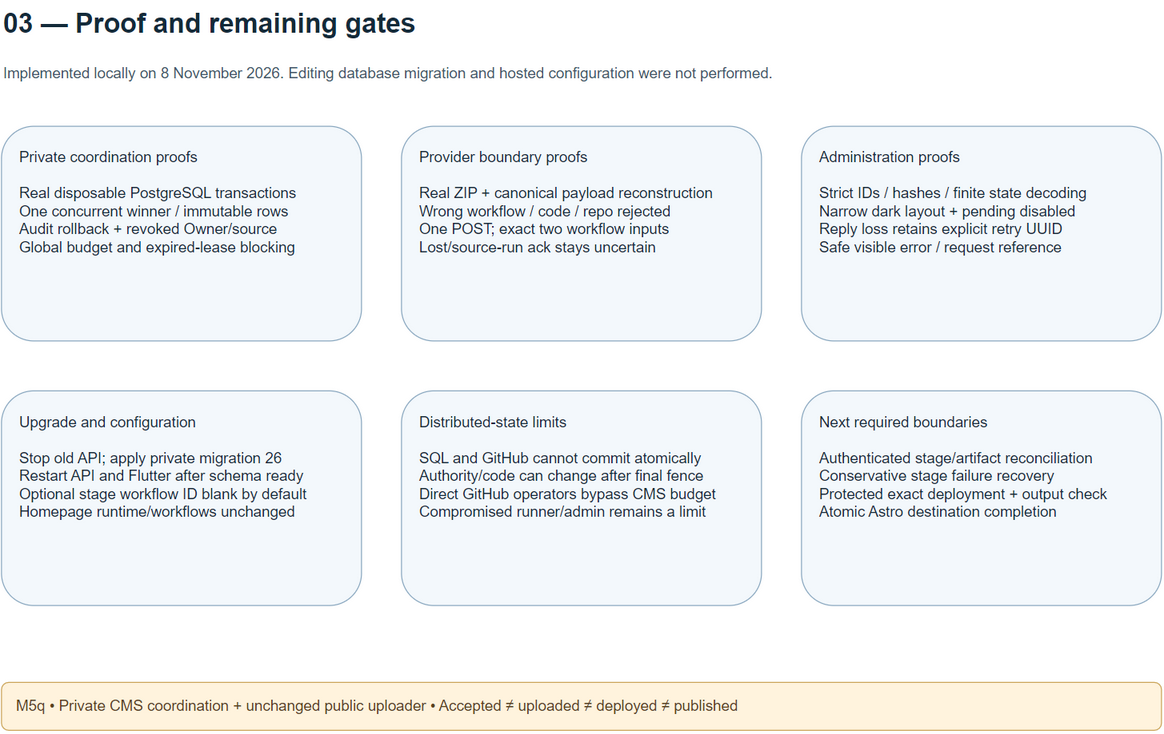 03 — Proof and remaining gates
Implemented locally on 8 November 2026. Editing database migration and hosted configuration were not performed.
Private coordination proofs
Real disposable PostgreSQL transactions
One concurrent winner / immutable rows
Audit rollback + revoked Owner/source
Global budget and expired-lease blocking
Provider boundary proofs
Real ZIP + canonical payload reconstruction
Wrong workflow / code / repo rejected
One POST; exact two workflow inputs
Lost/source-run ack stays uncertain
Administration proofs
Strict IDs / hashes / finite state decoding
Narrow dark layout + pending disabled
Reply loss retains explicit retry UUID
Safe visible error / request reference
Upgrade and configuration
Stop old API; apply private migration 26
Restart API and Flutter after schema ready
Optional stage workflow ID blank by default
Homepage runtime/workflows unchanged
Distributed-state limits
SQL and GitHub cannot commit atomically
Authority/code can change after final fence
Direct GitHub operators bypass CMS budget
Compromised runner/admin remains a limit
Next required boundaries
Authenticated stage/artifact reconciliation
Conservative stage failure recovery
Protected exact deployment + output check
Atomic Astro destination completion
M5q • Private CMS coordination + unchanged public uploader • Accepted ≠ uploaded ≠ deployed ≠ published